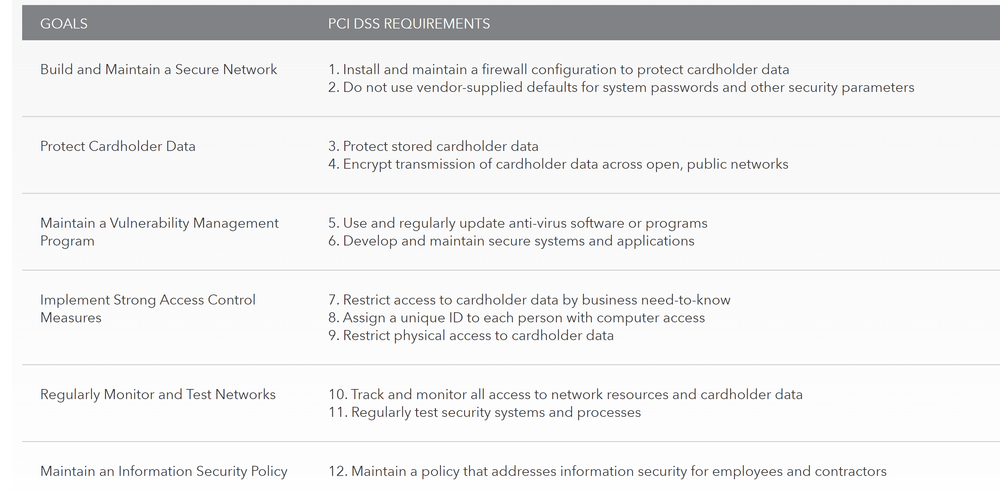 GOALS
PCI DSS REQUIREMENTS
Build and Maintain a Secure Network
1. Install and maintain a firewall configuration to protect cardholder data
2. Do not use vendor-supplied defaults for system passwords and other security parameters
Protect Cardholder Data
3. Protect stored cardholder data
4. Encrypt transmission of cardholder data across open, public networks
Maintain a Vulnerability Management
Program
5. Use and regularly update anti-virus software or programs
6. Develop and maintain secure systems and applications
Implement Strong Access Control
Measures
7. Restrict access to cardholder data by business need-to-know
8. Assign a unique ID to each person with computer access
9. Restrict physical access to cardholder data
Regularly Monitor and Test Networks
10. Track and monitor all access to network resources and cardholder data
11. Regularly test security systems and processes
Maintain an Information Security Policy
12. Maintain a policy that addresses information security for employees and contractors